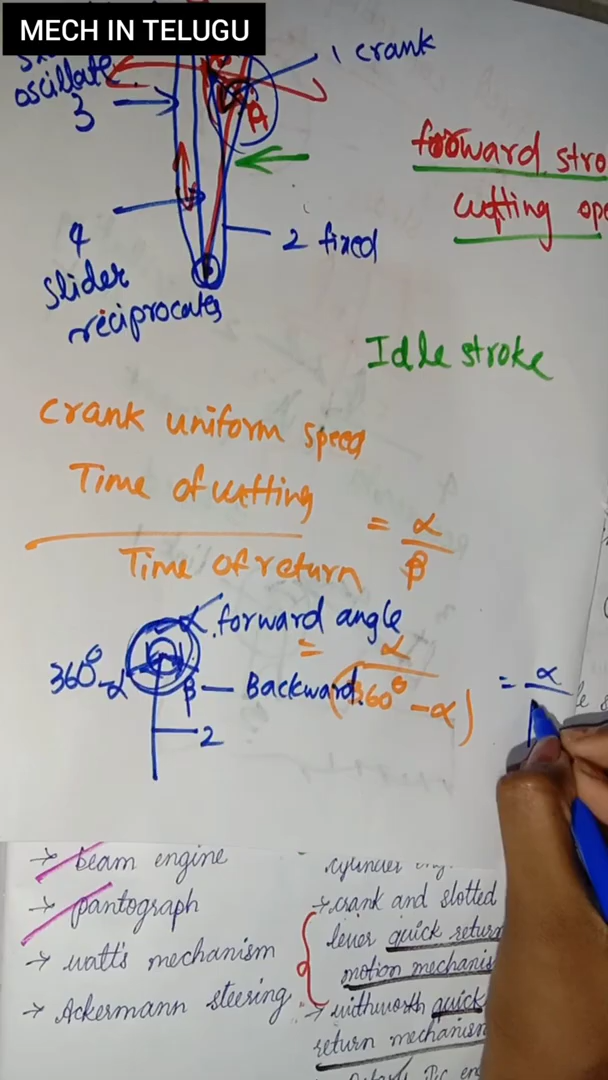 MECH IN TELUGU
oscillate
3
1 crank
A
forward stro
cutting ope
4
slider
reciprocates
2 fixed
Idle stroke
crank uniform speed
Time of cutting
Time of return
= α
β
α forward angle
360° - α
β — Backward.
2
= α
(360° - α)
= α
→ beam engine
→ pantograph
→ watt's mechanism
→ Ackermann steering
→ crank and slotted
lever quick return
motion mechanis
→ withworth quick
return mechanism